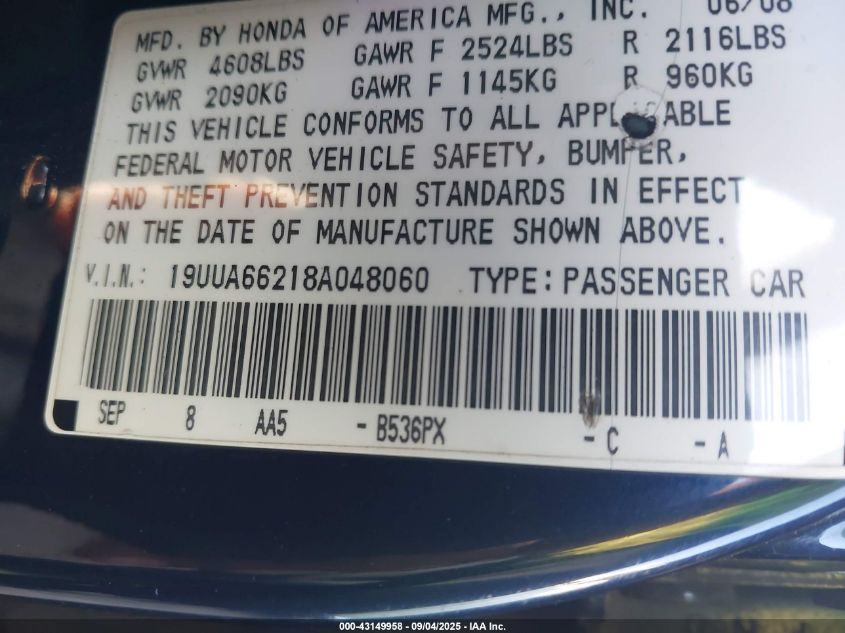 MFD. BY HONDA OF AMERICA MFG., INC. 06/08
GVWR 4608LBS GAWR F 2524LBS R 2116LBS
GVWR 2090KG GAWR F 1145KG R 960KG
THIS VEHICLE CONFORMS TO ALL APPLICABLE
FEDERAL MOTOR VEHICLE SAFETY, BUMPER,
AND THEFT PREVENTION STANDARDS IN EFFECT
ON THE DATE OF MANUFACTURE SHOWN ABOVE.
V.I.N.: 19UUA66218A048060 TYPE: PASSENGER CAR
SEP 8 AA5 - B536PX - C - A
000-43149958 - 09/04/2025 - IAA Inc.